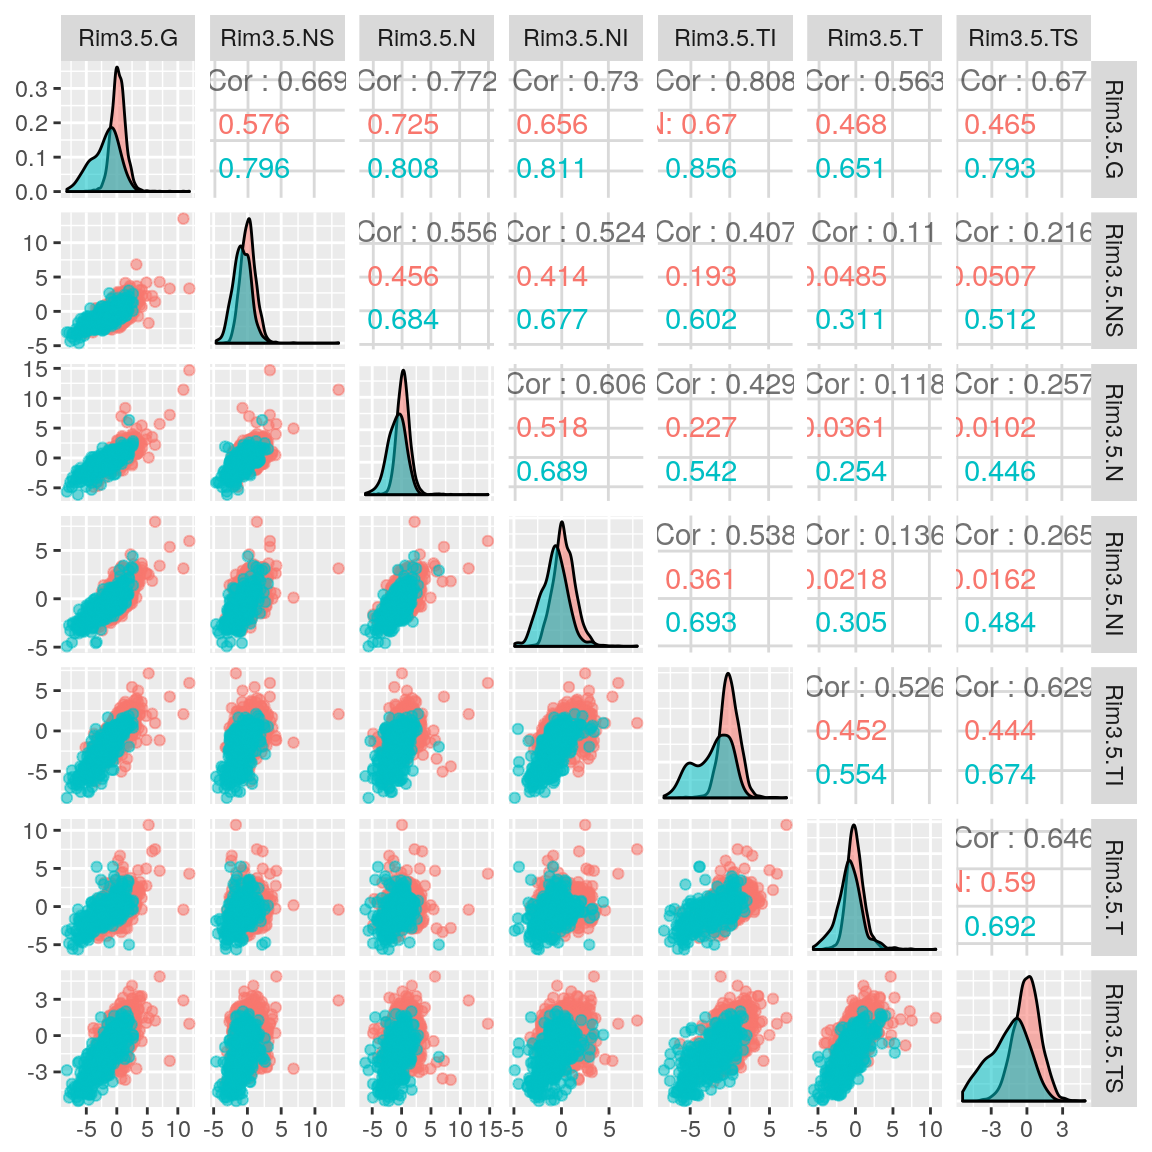 Rim3.5.G Rim3.5.NS Rim3.5.N Rim3.5.NI Rim3.5.TI Rim3.5.T Rim3.5.TS
0.3 0.2 0.1 0.0
Cor : 0.669 Cor : 0.772 Cor : 0.73 Cor : 0.808 Cor : 0.563 Cor : 0.67
0.576 0.725 0.656 N: 0.67 0.468 0.465
0.796 0.808 0.811 0.856 0.651 0.793
Rim3.5.G
10 5 0 -5
Cor : 0.556 Cor : 0.524 Cor : 0.407 Cor : 0.11 Cor : 0.216
0.456 0.414 0.193 0.0485 0.0507
0.684 0.677 0.602 0.311 0.512
Rim3.5.NS
15 10 5 0 -5
Cor : 0.606 Cor : 0.429 Cor : 0.118 Cor : 0.257
0.518 0.227 0.0361 0.0102
0.689 0.542 0.254 0.446
Rim3.5.N
5 0 -5
Cor : 0.538 Cor : 0.136 Cor : 0.265
0.361 0.0218 0.0162
0.693 0.305 0.484
Rim3.5.NI
5 0 -5
Cor : 0.526 Cor : 0.629
0.452 0.444
0.554 0.674
Rim3.5.TI
10 5 0 -5
Cor : 0.646
N: 0.59
0.692
Rim3.5.T
3 0 -3
Rim3.5.TS
-5 0 5 10 -5 0 5 10 -5 0 5 10 15 -5 0 5 -5 0 5 -5 0 5 10 -3 0 3